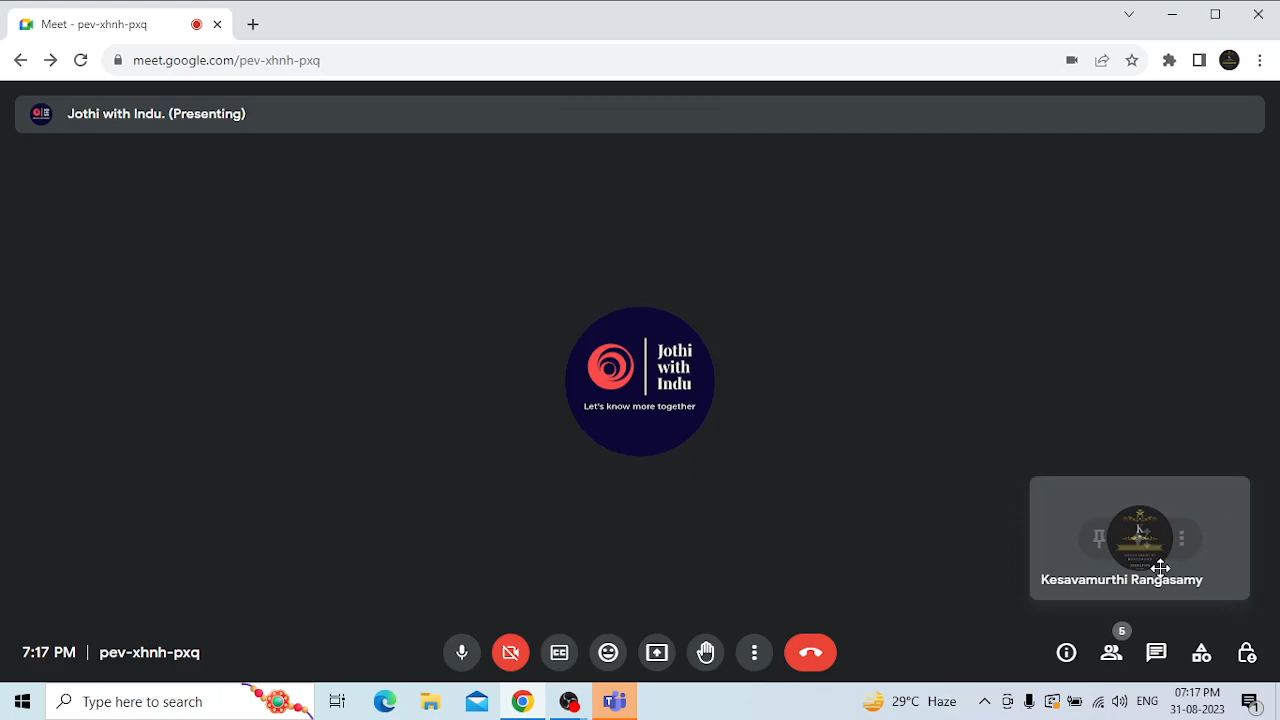 Meet - pev-xhnh-pxq
meet.google.com/pev-xhnh-pxq
Jothi with Indu. (Presenting)
Jothi
with
Indu
Let's know more together
K
Kesavamurthi Rangasamy
5
7:17 PM | pev-xhnh-pxq
Type here to search
29°C Haze
ENG
07:17 PM
31-08-2023
1